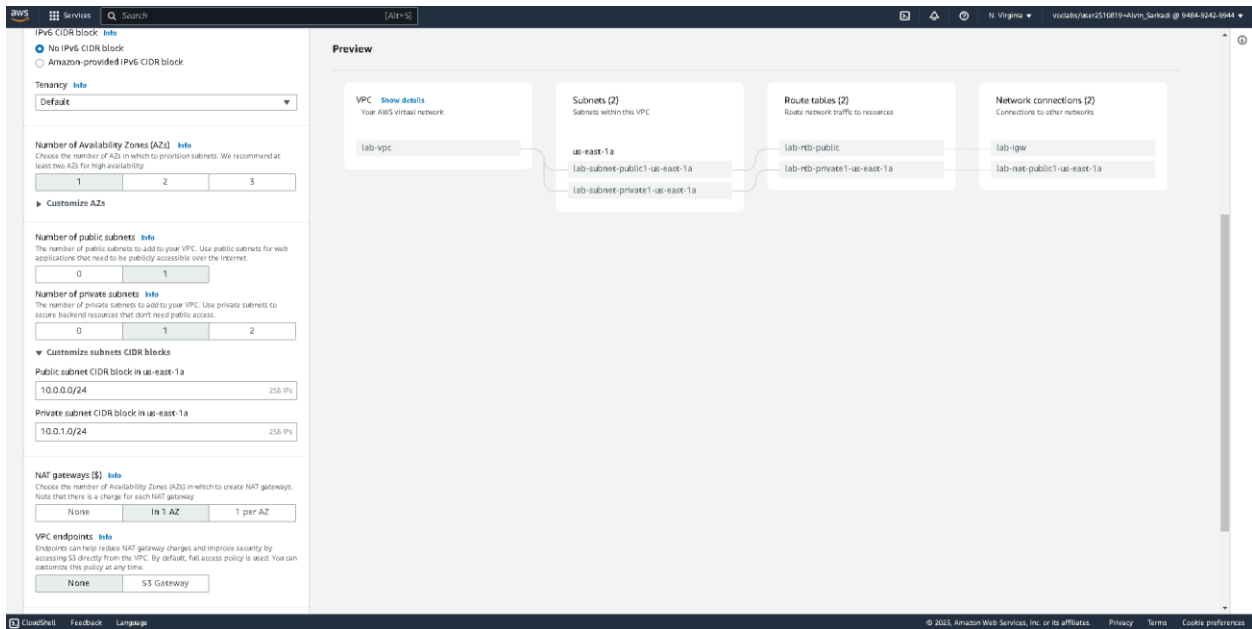 aws
Services
Search
[Alt+S]
N. Virginia
voclabs/user2510819=Alvin_Sarkadi @ 9484-9242-9944
IPv6 CIDR block Info
No IPv6 CIDR block
Amazon-provided IPv6 CIDR block
Tenancy Info
Default
Number of Availability Zones (AZs) Info
Choose the number of AZs in which to provision subnets. We recommend at
least two AZs for high availability.
1 2 3
Customize AZs
Number of public subnets Info
The number of public subnets to add to your VPC. Use public subnets for web
applications that need to be publicly accessible over the internet.
0 1
Number of private subnets Info
The number of private subnets to add to your VPC. Use private subnets to
secure backend resources that don't need public access.
0 1 2
Customize subnets CIDR blocks
Public subnet CIDR block in us-east-1a
10.0.0.0/24 256 IPs
Private subnet CIDR block in us-east-1a
10.0.1.0/24 256 IPs
NAT gateways ($) Info
Choose the number of Availability Zones (AZs) in which to create NAT gateways.
Note that there is a charge for each NAT gateway
None In 1 AZ 1 per AZ
VPC endpoints Info
Endpoints can help reduce NAT gateway charges and improve security by
accessing S3 directly from the VPC. By default, full access policy is used. You can
customize this policy at any time.
None S3 Gateway
Preview
VPC Show details
Your AWS virtual network
lab-vpc
Subnets (2)
Subnets within this VPC
us-east-1a
lab-subnet-public1-us-east-1a
lab-subnet-private1-us-east-1a
Route tables (2)
Route network traffic to resources
lab-rtb-public
lab-rtb-private1-us-east-1a
Network connections (2)
Connections to other networks
lab-igw
lab-nat-public1-us-east-1a
CloudShell Feedback Language
© 2023, Amazon Web Services, Inc. or its affiliates. Privacy Terms Cookie preferences